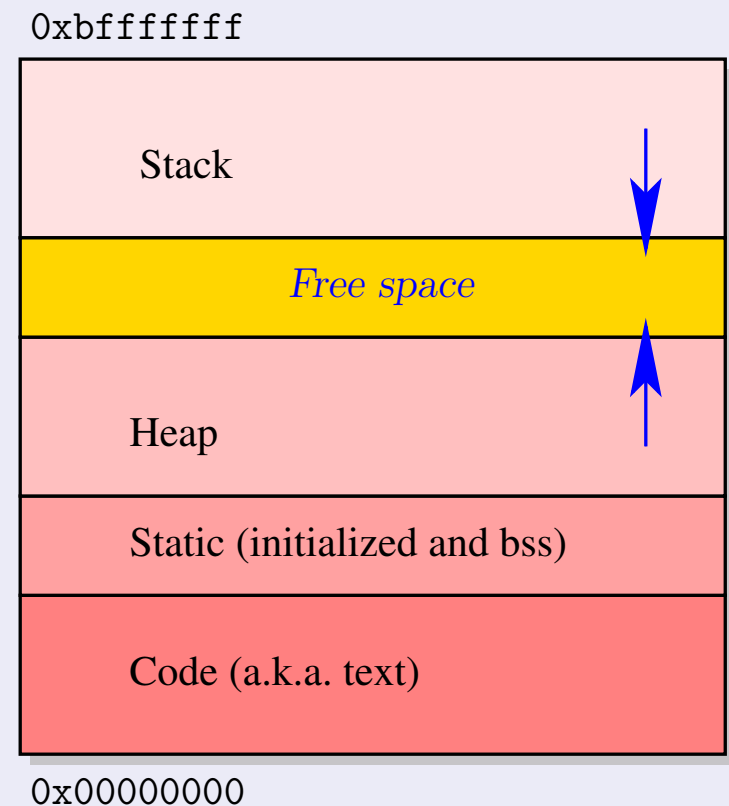 0xbfffffff
Stack
Free space
Heap
Static (initialized and bss)
Code (a.k.a. text)
0x00000000